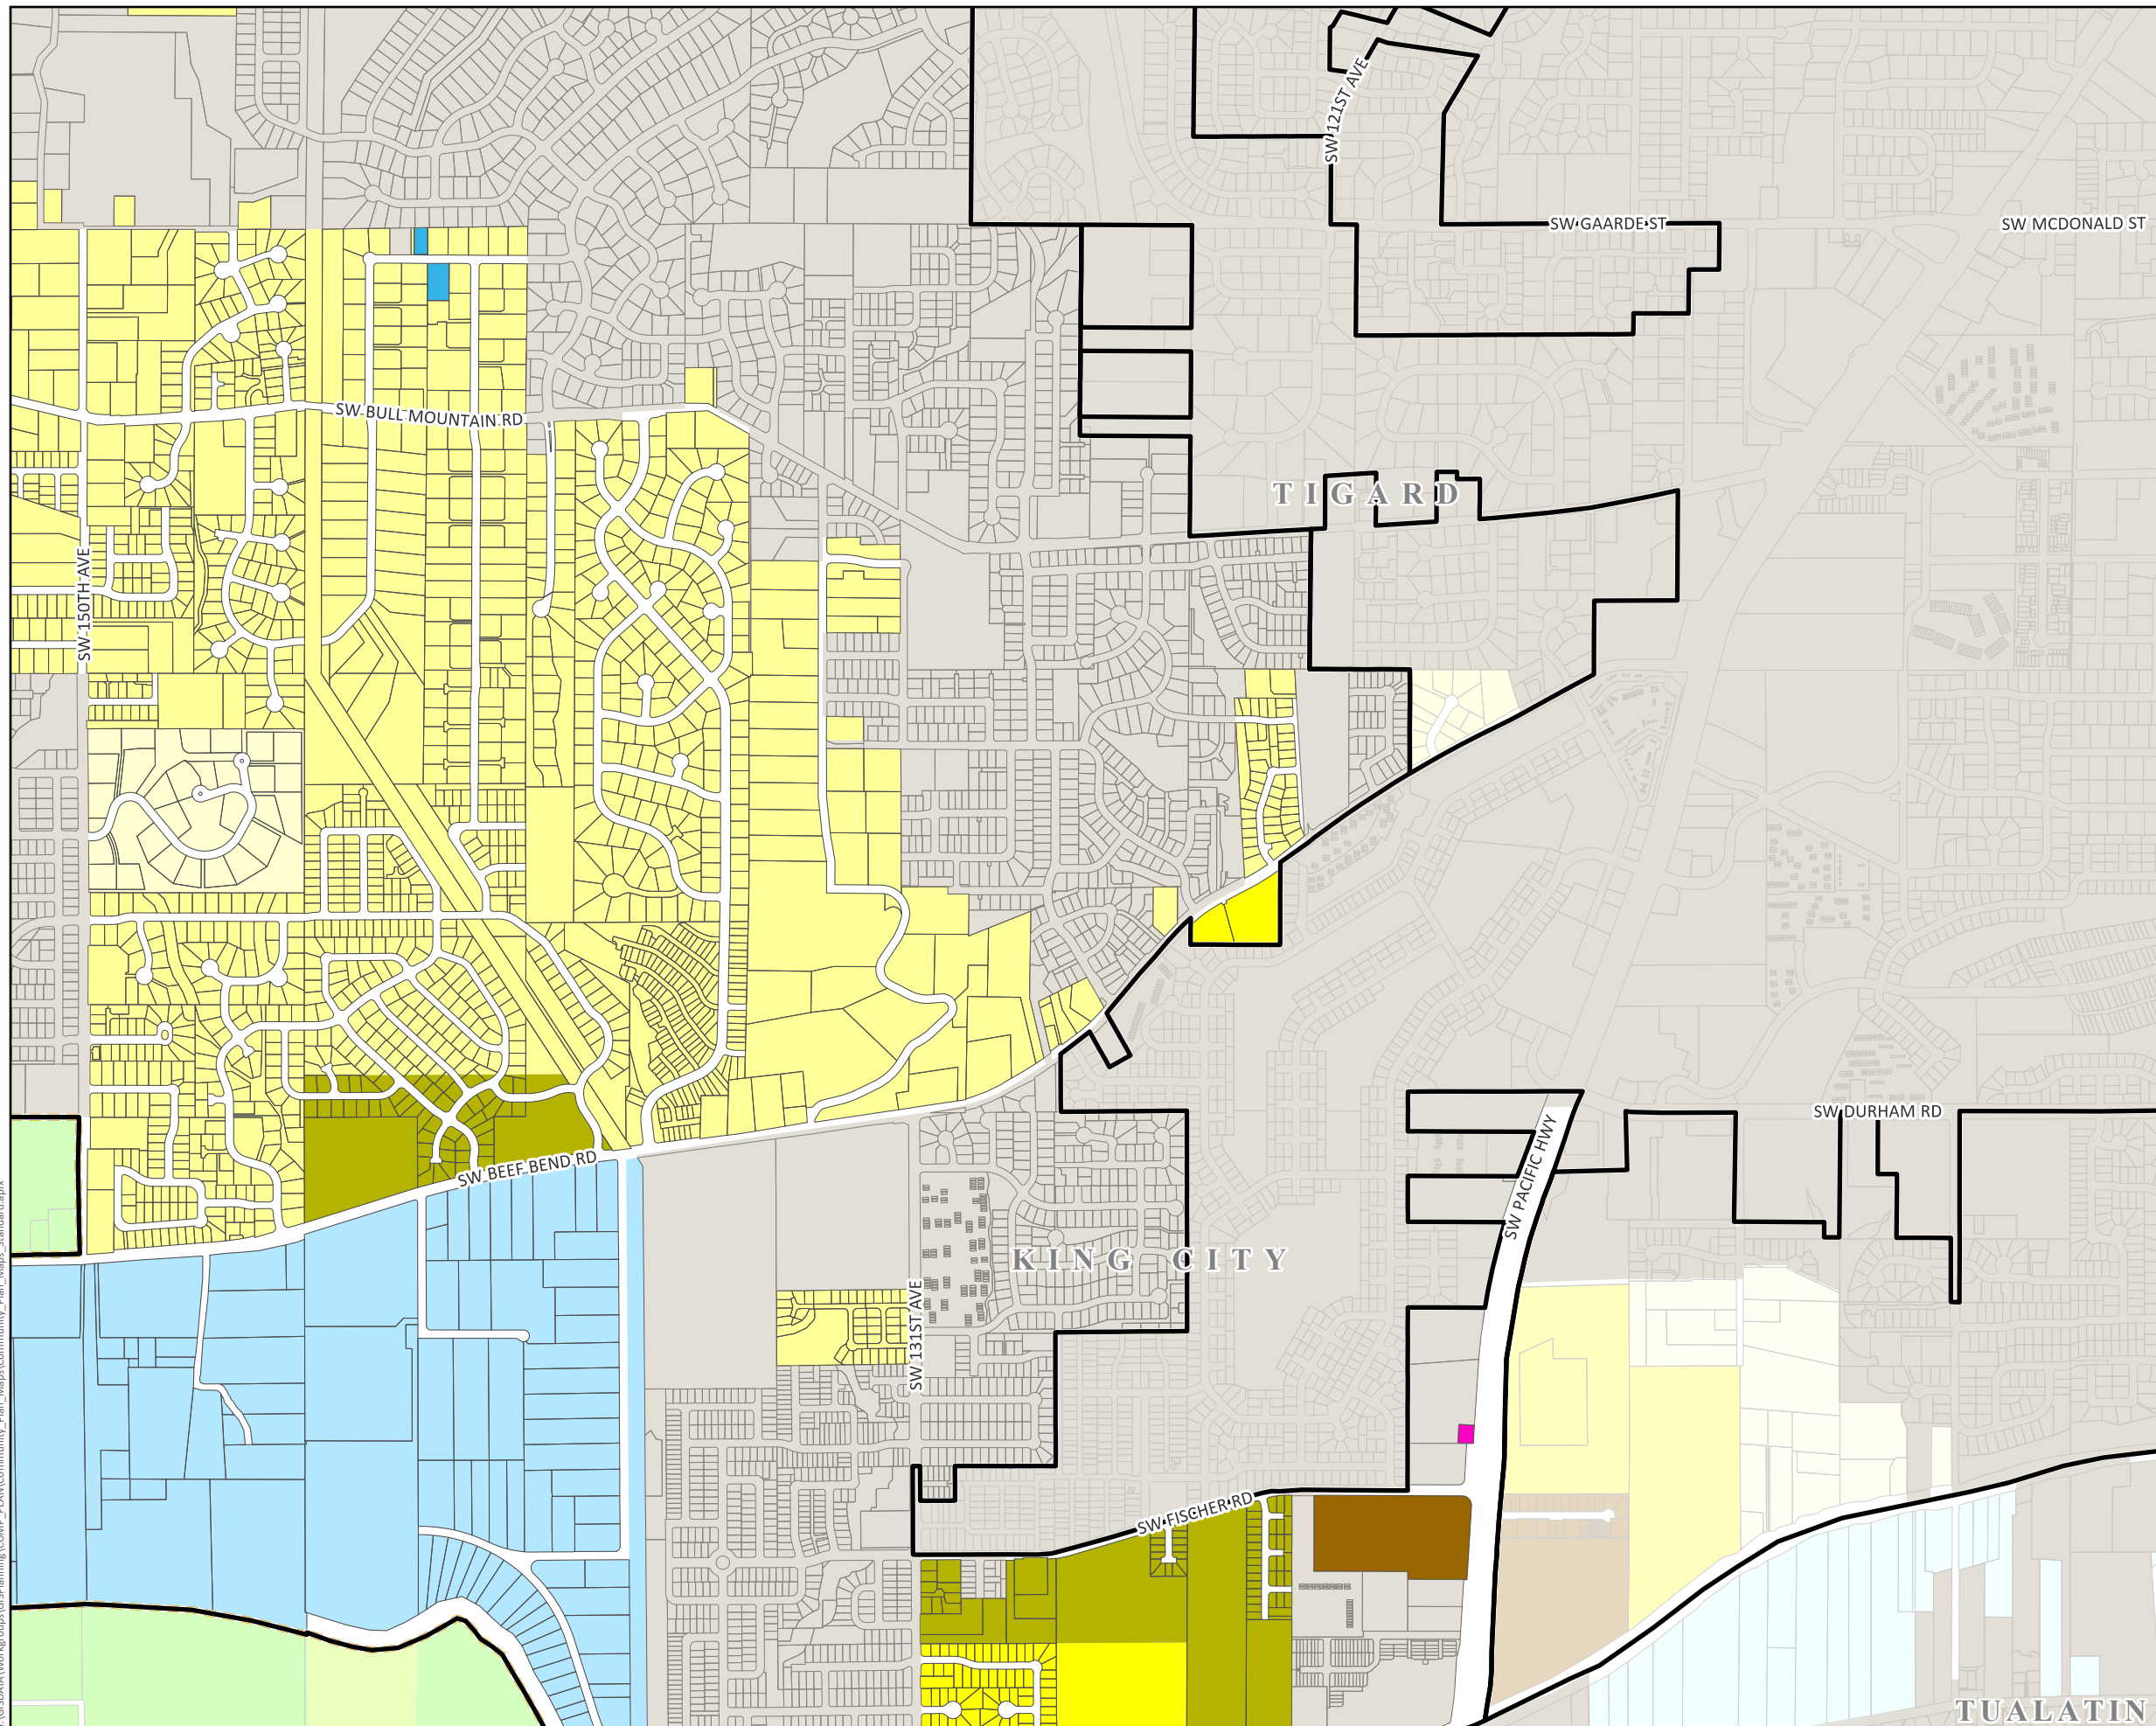 SW 121ST AVE
SW GAARDE ST
SW MCDONALD ST
SW BULL MOUNTAIN RD
TIGARD
SW 150TH AVE
SW DURHAM RD
SW PACIFIC HWY
SW BEEF BEND RD
KING CITY
SW 131ST AVE
SW FISCHER RD
TUALATIN